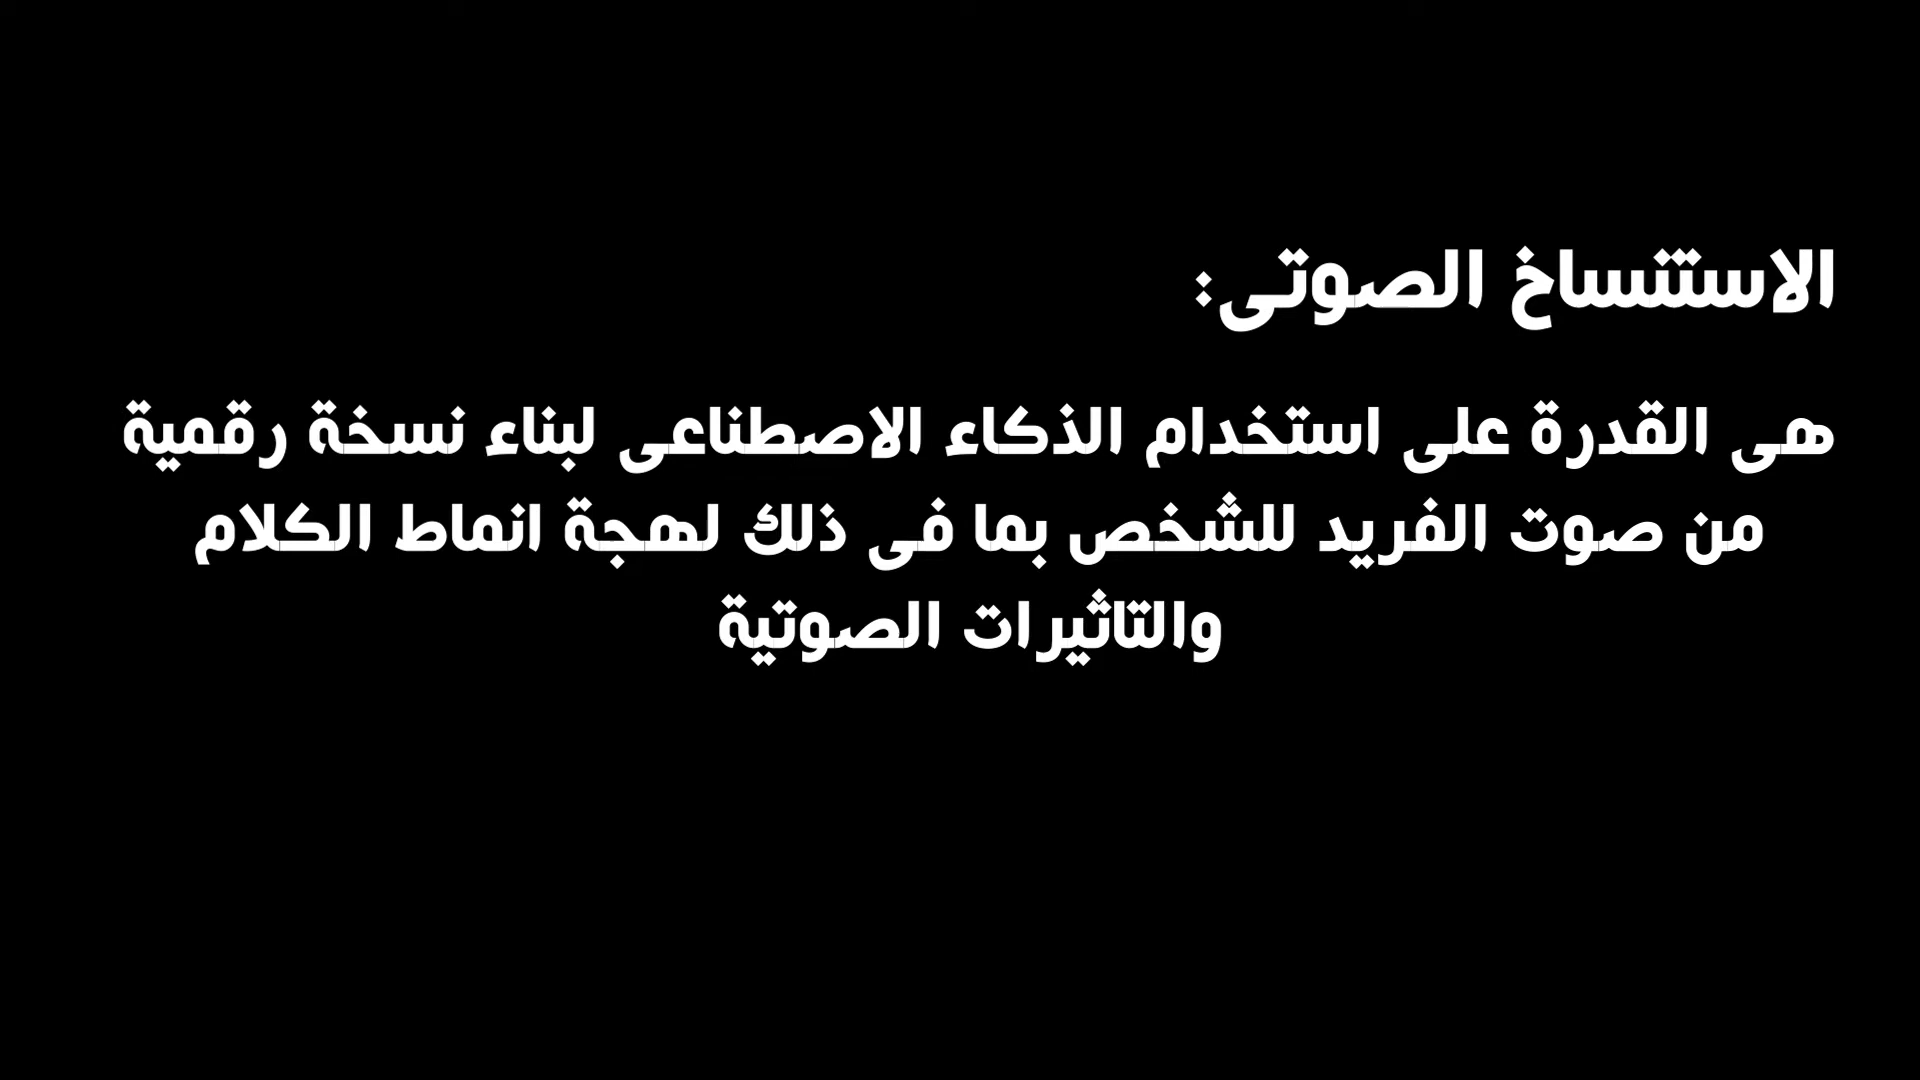 الاستنساخ الصوتى:
هى القدرة على استخدام الذكاء الاصطناعى لبناء نسخة رقمية
من صوت الفريد للشخص بما فى ذلك لهجة انماط الكلام
والتاثيرات الصوتية